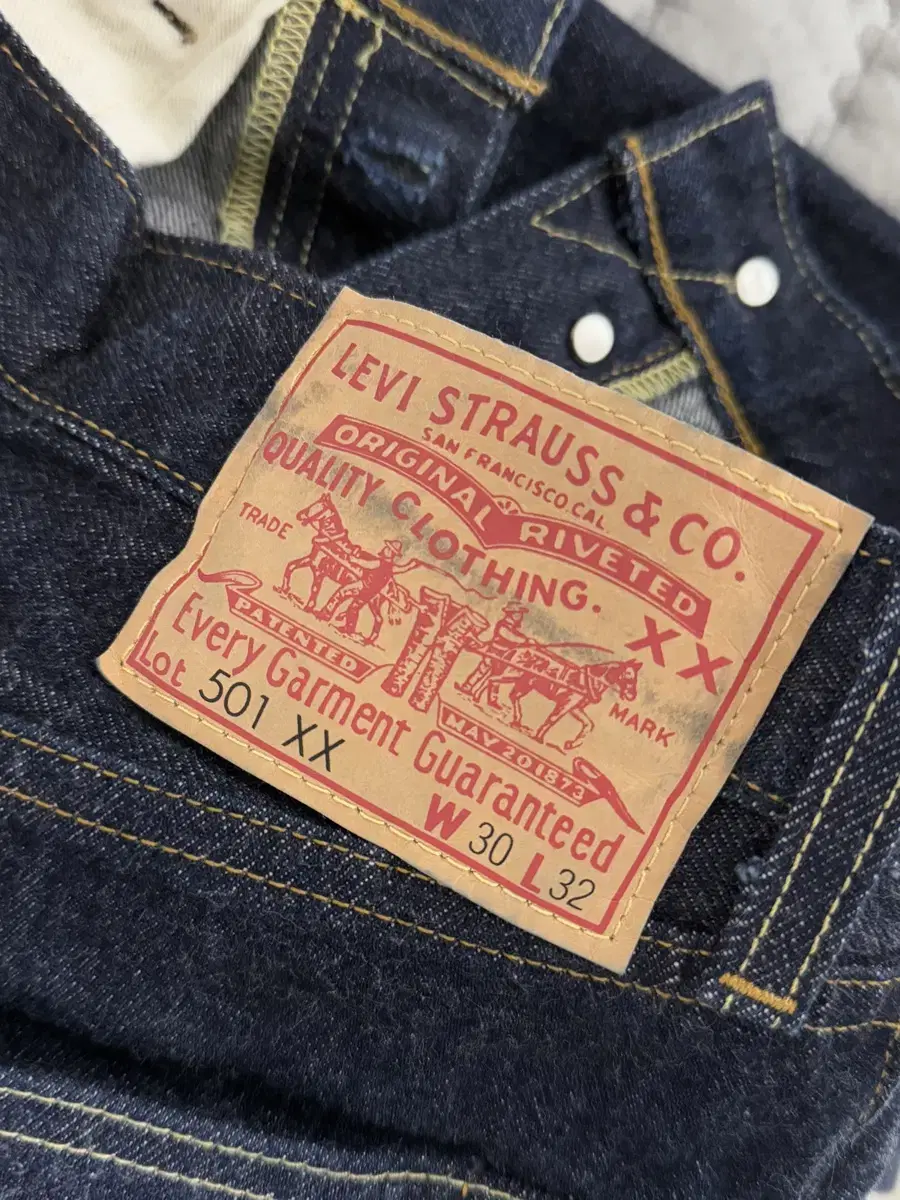 LEVI STRAUSS & CO.
SAN FRANCISCO, CAL
ORIGINAL RIVETED
QUALITY CLOTHING. XX
TRADE MARK
PATENTED MAY 20 1873
Every Garment Guaranteed
Lot 501 XX W 30 L 32